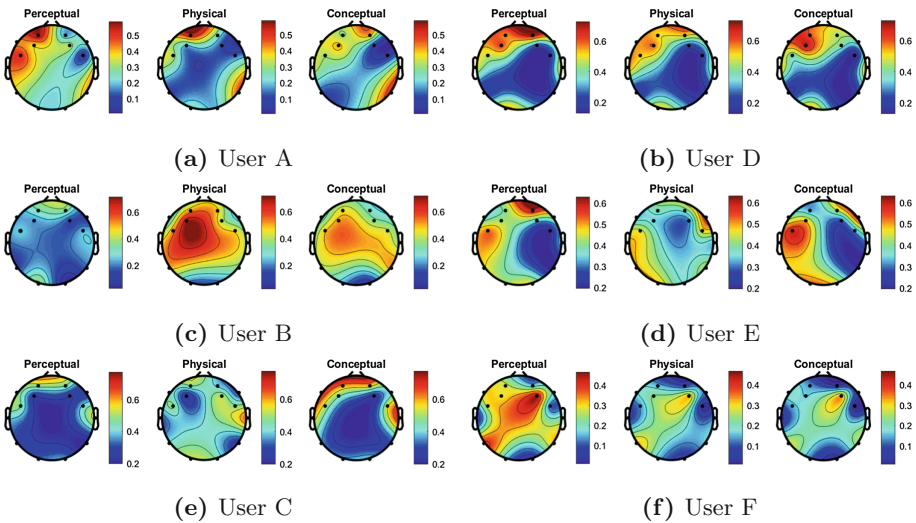 Perceptual Physical Conceptual Perceptual Physical Conceptual
0.5 0.5 0.5 0.6 0.6 0.6
0.4 0.4 0.4
0.3 0.3 0.3 0.4 0.4 0.4
0.2 0.2 0.2
0.1 0.1 0.1 0.2 0.2 0.2
(a) User A (b) User D
Perceptual Physical Conceptual Perceptual Physical Conceptual
0.6 0.6 0.6 0.6 0.6 0.6
0.5 0.5 0.5
0.4 0.4 0.4 0.4 0.4 0.4
0.3 0.3 0.3
0.2 0.2 0.2 0.2 0.2 0.2
(c) User B (d) User E
Perceptual Physical Conceptual Perceptual Physical Conceptual
0.6 0.6 0.6 0.4 0.4 0.4
0.3 0.3 0.3
0.4 0.4 0.4 0.2 0.2 0.2
0.1 0.1 0.1
0.2 0.2 0.2
(e) User C (f) User F